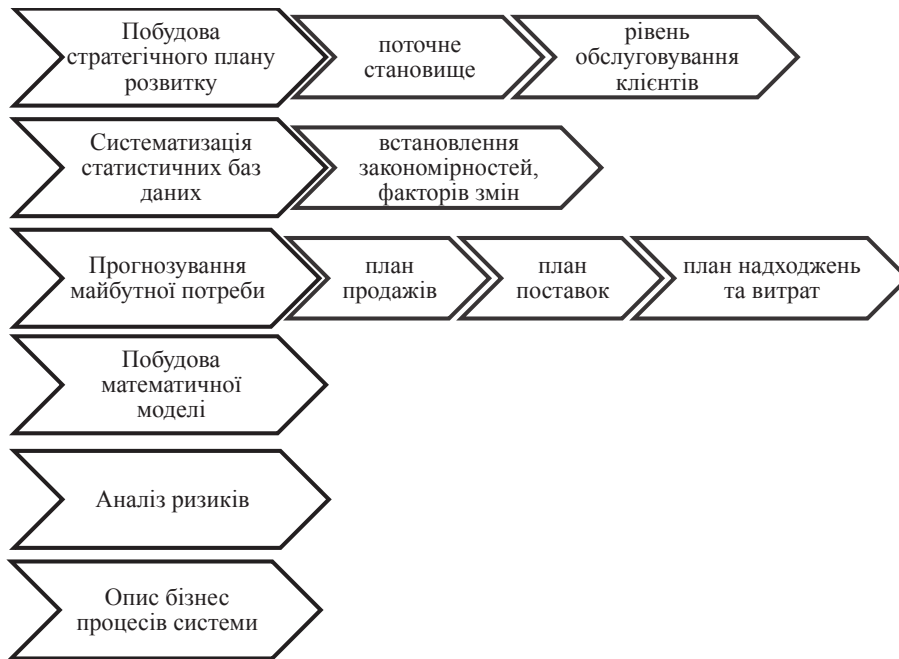 Побудова
стратегічного плану
розвитку
поточне
становище
рівень
обслуговування
клієнтів
Систематизація
статистичних баз
даних
встановлення
закономірностей,
факторів змін
Прогнозування
майбутної потреби
план
продажів
план
поставок
план надходжень
та витрат
Побудова
математичної
моделі
Аналіз ризиків
Опис бізнес
процесів системи